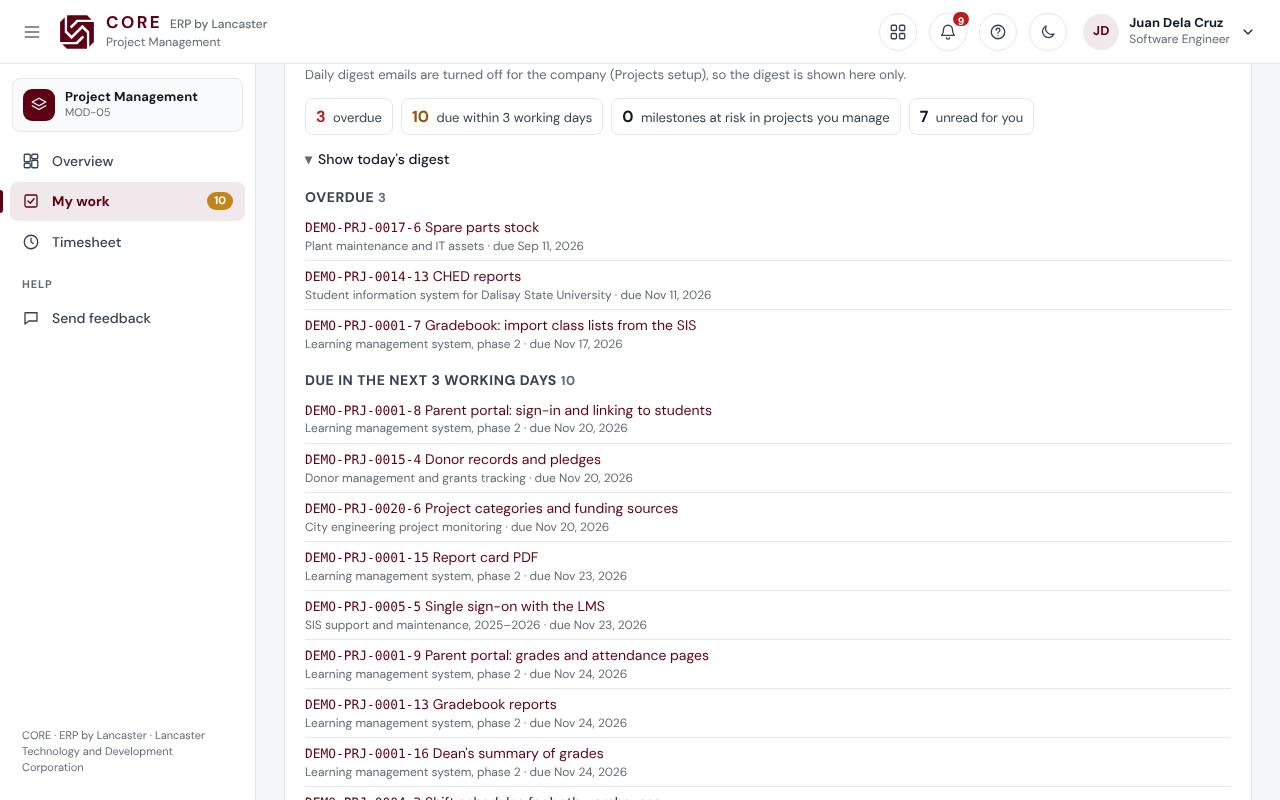 CORE ERP by Lancaster
Project Management
9
JD
Juan Dela Cruz
Software Engineer
Project Management
MOD-05
Overview
My work 10
Timesheet
HELP
Send feedback
CORE · ERP by Lancaster · Lancaster
Technology and Development
Corporation
Daily digest emails are turned off for the company (Projects setup), so the digest is shown here only.
3 overdue
10 due within 3 working days
0 milestones at risk in projects you manage
7 unread for you
▾ Show today's digest
OVERDUE 3
DEMO-PRJ-0017-6 Spare parts stock
Plant maintenance and IT assets · due Sep 11, 2026
DEMO-PRJ-0014-13 CHED reports
Student information system for Dalisay State University · due Nov 11, 2026
DEMO-PRJ-0001-7 Gradebook: import class lists from the SIS
Learning management system, phase 2 · due Nov 17, 2026
DUE IN THE NEXT 3 WORKING DAYS 10
DEMO-PRJ-0001-8 Parent portal: sign-in and linking to students
Learning management system, phase 2 · due Nov 20, 2026
DEMO-PRJ-0015-4 Donor records and pledges
Donor management and grants tracking · due Nov 20, 2026
DEMO-PRJ-0020-6 Project categories and funding sources
City engineering project monitoring · due Nov 20, 2026
DEMO-PRJ-0001-15 Report card PDF
Learning management system, phase 2 · due Nov 23, 2026
DEMO-PRJ-0005-5 Single sign-on with the LMS
SIS support and maintenance, 2025–2026 · due Nov 23, 2026
DEMO-PRJ-0001-9 Parent portal: grades and attendance pages
Learning management system, phase 2 · due Nov 24, 2026
DEMO-PRJ-0001-13 Gradebook reports
Learning management system, phase 2 · due Nov 24, 2026
DEMO-PRJ-0001-16 Dean's summary of grades
Learning management system, phase 2 · due Nov 24, 2026